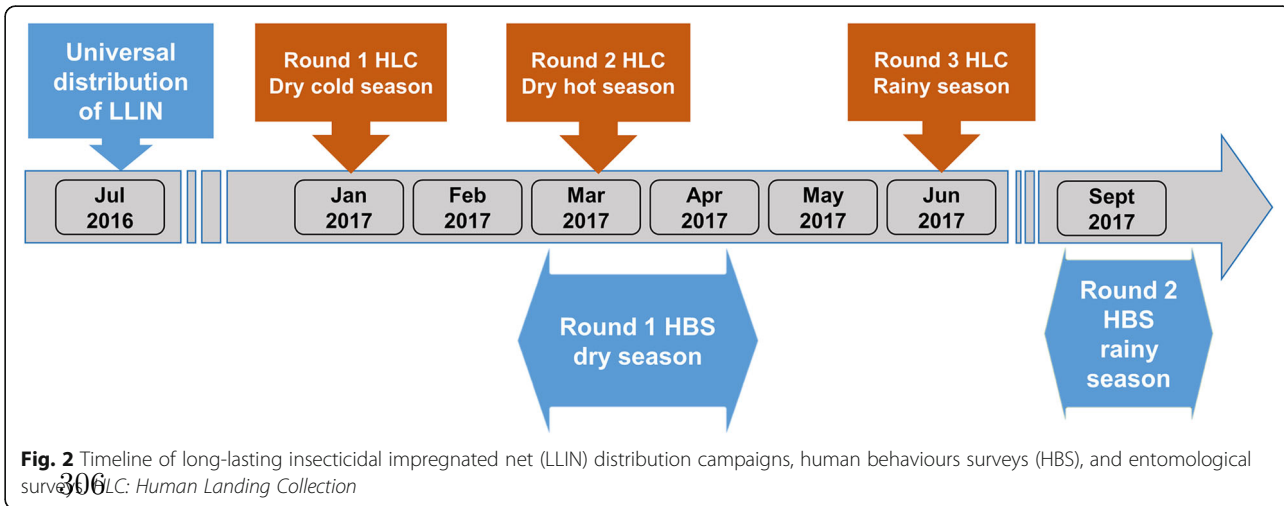 Universal
distribution
of LLIN
Round 1 HLC
Dry cold season
Round 2 HLC
Dry hot season
Round 3 HLC
Rainy season
Jul
2016
Jan
2017
Feb
2017
Mar
2017
Apr
2017
May
2017
Jun
2017
Sept
2017
Round 1 HBS
dry season
Round 2
HBS
rainy
season
Fig. 2 Timeline of long-lasting insecticidal impregnated net (LLIN) distribution campaigns, human behaviours surveys (HBS), and entomological
306 HLC: Human Landing Collection